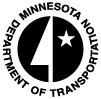 MINNESOTA
DEPARTMENT OF TRANSPORTATION